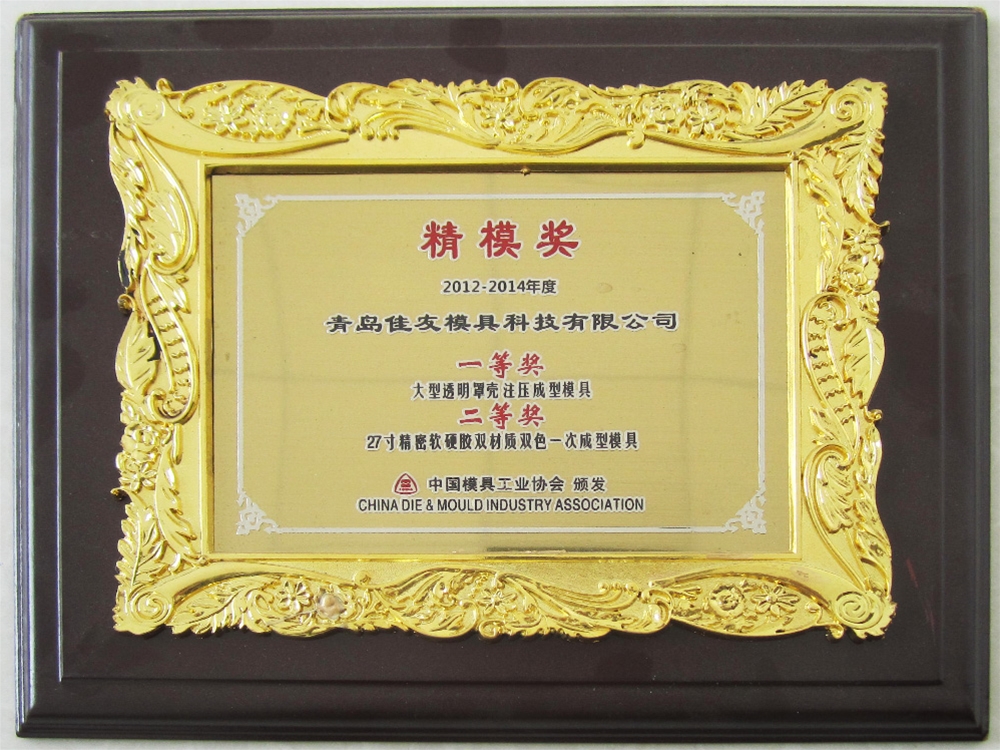 精模奖
2012-2014年度
青岛佳友模具科技有限公司
一等奖
大型透明罩壳注压成型模具
二等奖
27寸精密软硬胶双材质双色一次成型模具
中国模具工业协会 颁发
CHINA DIE & MOULD INDUSTRY ASSOCIATION